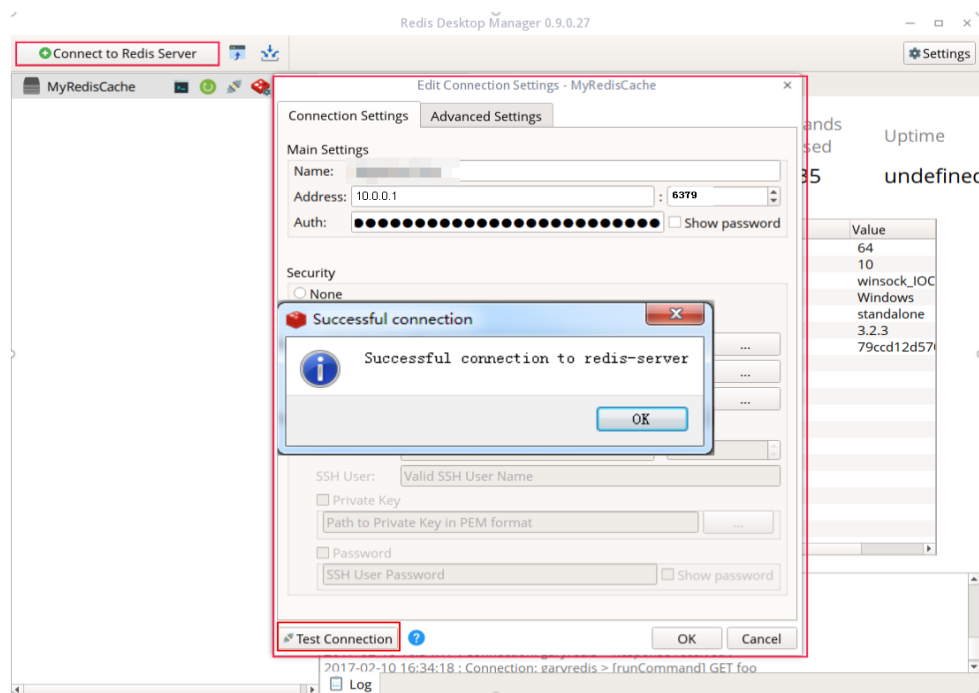 Redis Desktop Manager 0.9.0.27
Connect to Redis Server
Settings
MyRedisCache
Edit Connection Settings - MyRedisCache
Connection Settings
Advanced Settings
ands
sed
Uptime
35
undefined
Main Settings
Name:
Address: 10.0.0.1 : 6379
Auth: Show password
Value
64
10
winsock_IOC
Windows
standalone
3.2.3
79ccd12d570
Security
None
Successful connection
Successful connection to redis-server
OK
...
...
...
SSH User: Valid SSH User Name
Private Key
Path to Private Key in PEM format ...
Password
SSH User Password Show password
Test Connection ? OK Cancel
2017-02-10 16:34:18 : Connection: garyredis > [runCommand] GET foo
Log